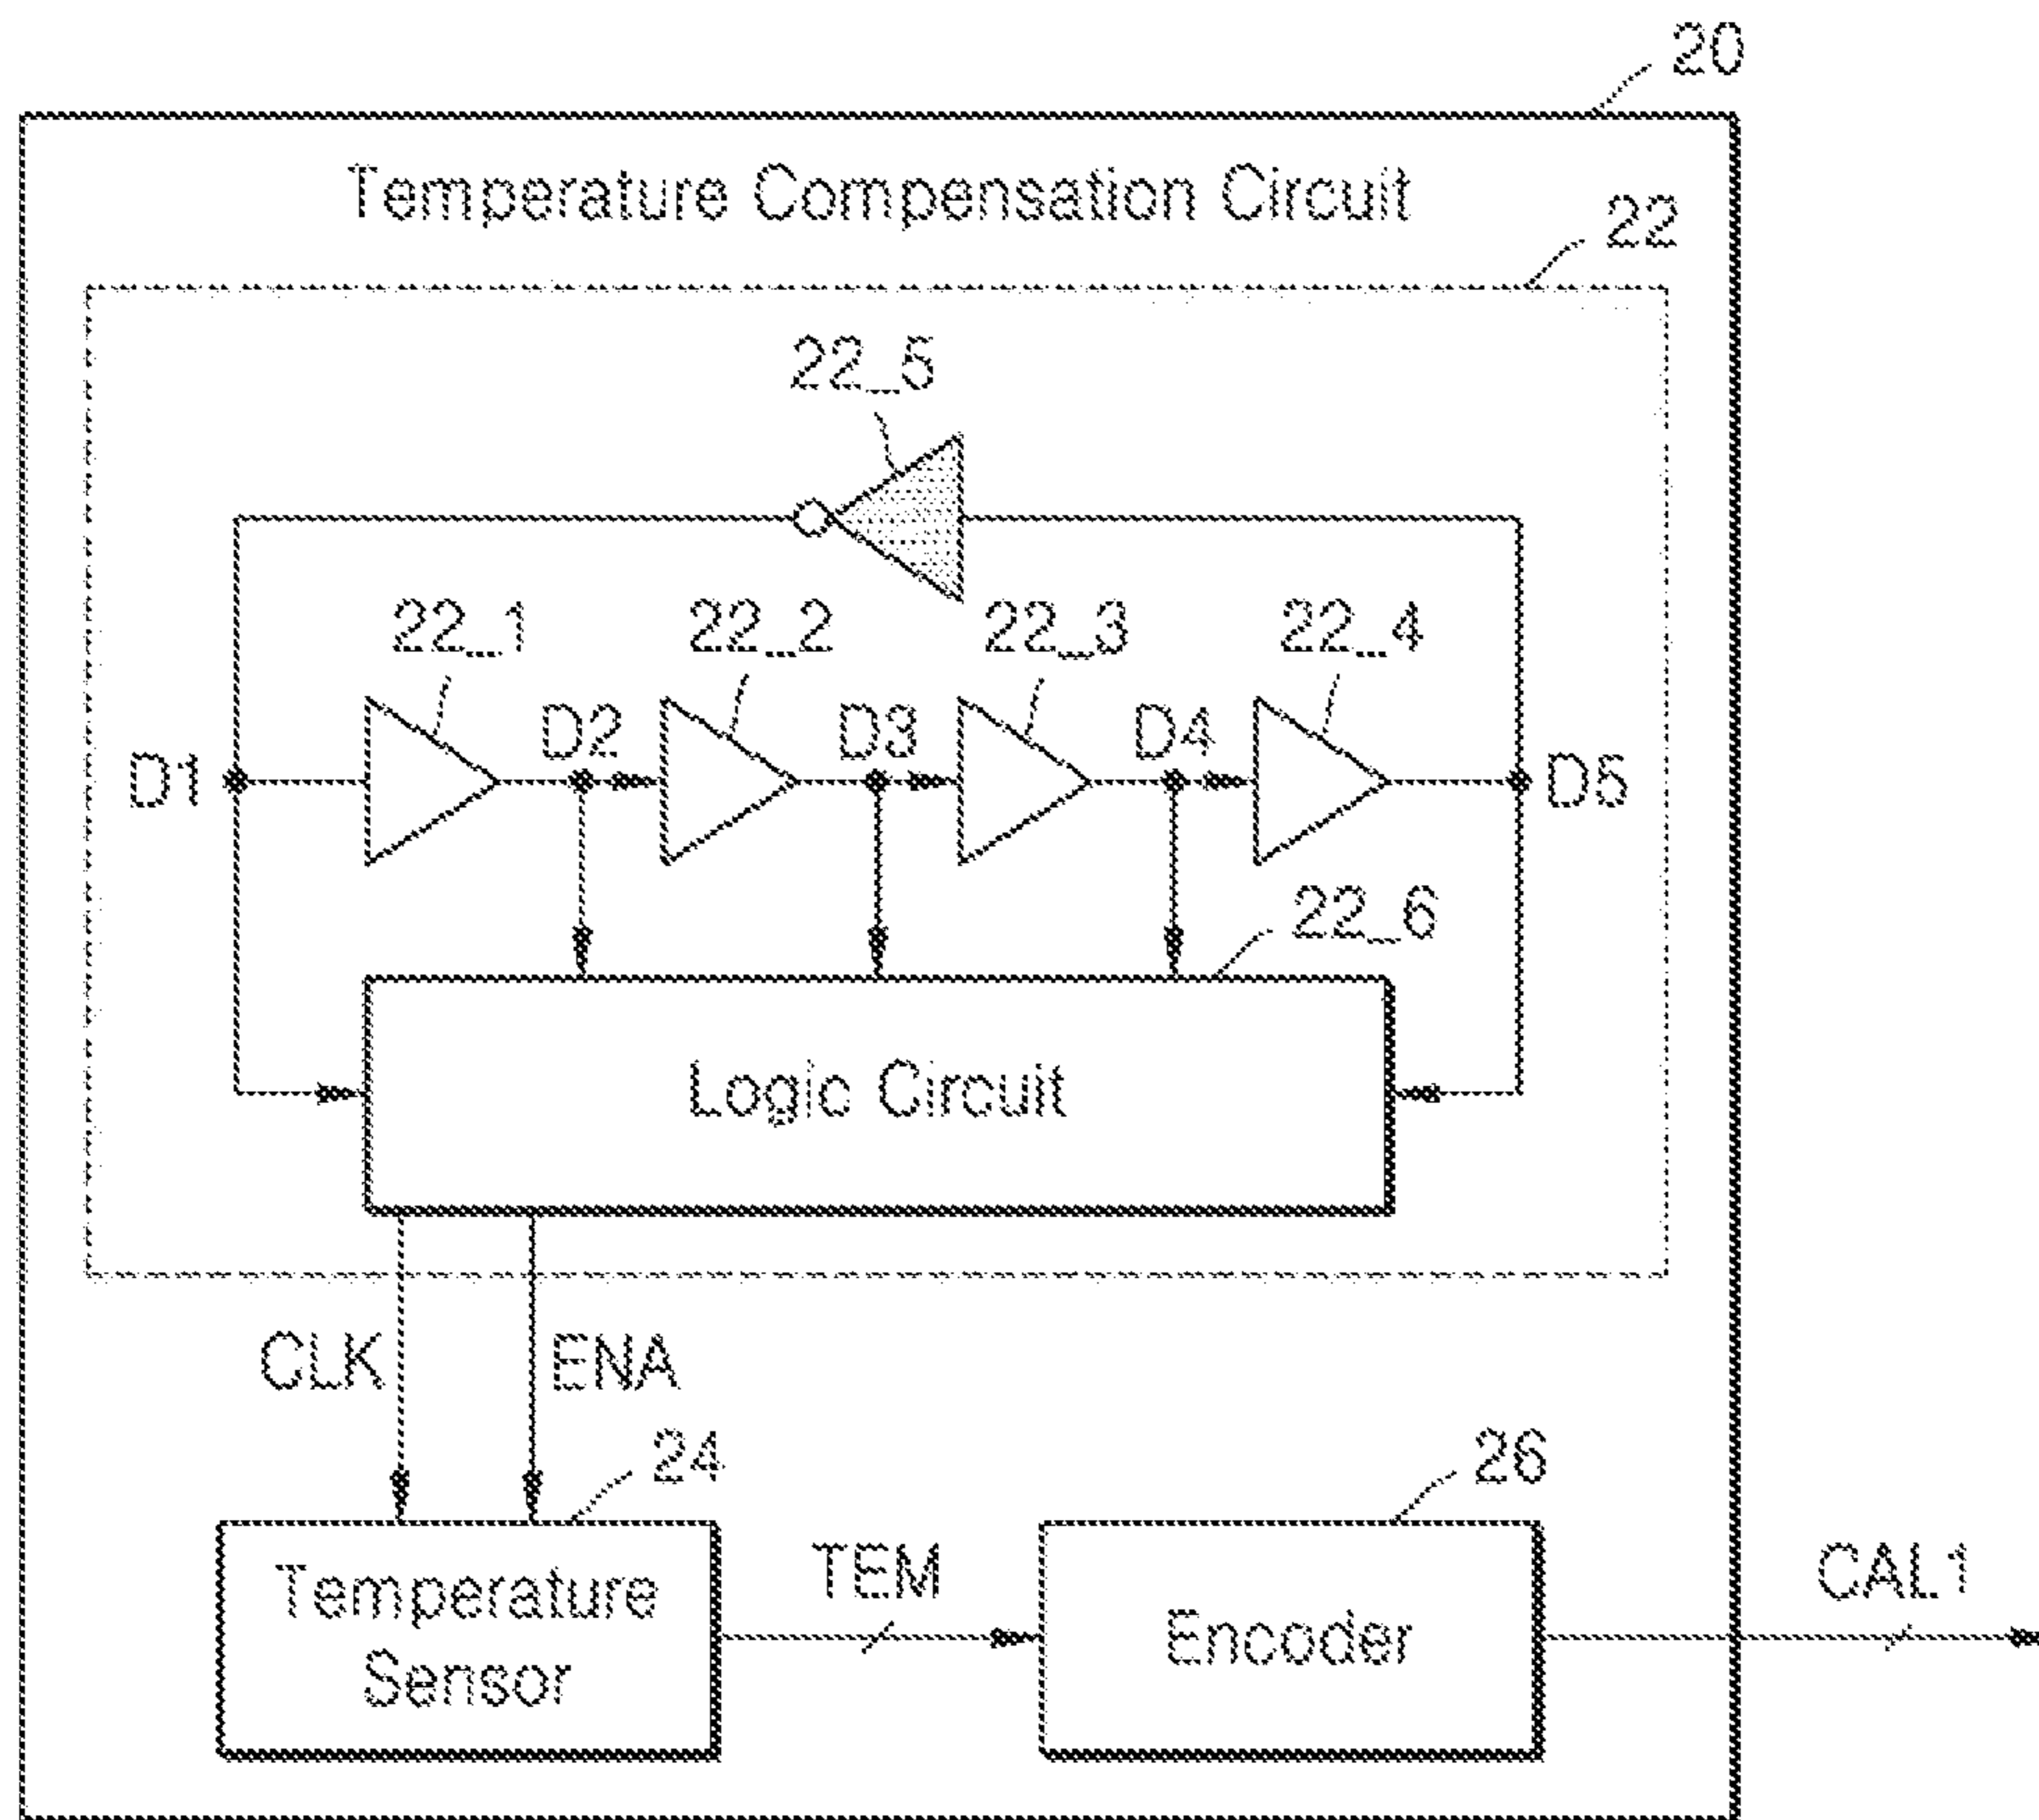 20
Temperature Compensation Circuit
22
22_5
22_1 22_2 22_3 22_4
D1 D2 D3 D4 D5
22_6
Logic Circuit
CLK ENA
24 26
Temperature
Sensor
TEM
Encoder
CAL1